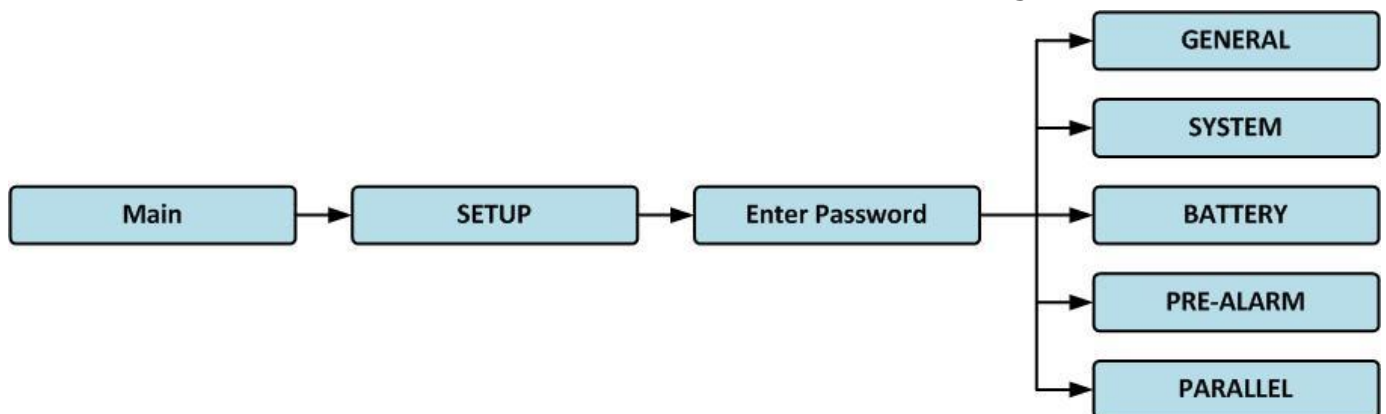 GENERAL
SYSTEM
Main
SETUP
Enter Password
BATTERY
PRE-ALARM
PARALLEL